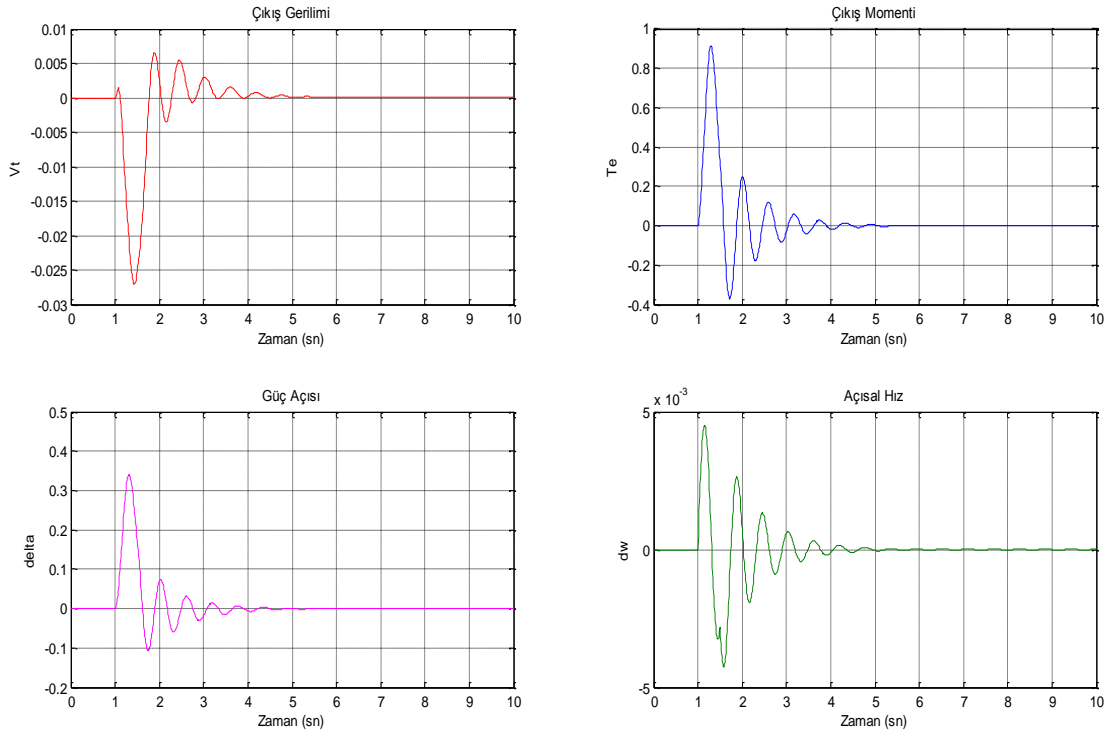 Çıkış Gerilimi
0.01
0.005
0
-0.005
-0.01
-0.015
-0.02
-0.025
-0.03
Vt
0 1 2 3 4 5 6 7 8 9 10
Zaman (sn)
Çıkış Momenti
1
0.8
0.6
0.4
0.2
0
-0.2
-0.4
Te
0 1 2 3 4 5 6 7 8 9 10
Zaman (sn)
Güç Açısı
0.5
0.4
0.3
0.2
0.1
0
-0.1
-0.2
delta
0 1 2 3 4 5 6 7 8 9 10
Zaman (sn)
Açısal Hız
x 10^-3
5
0
-5
dw
0 1 2 3 4 5 6 7 8 9 10
Zaman (sn)